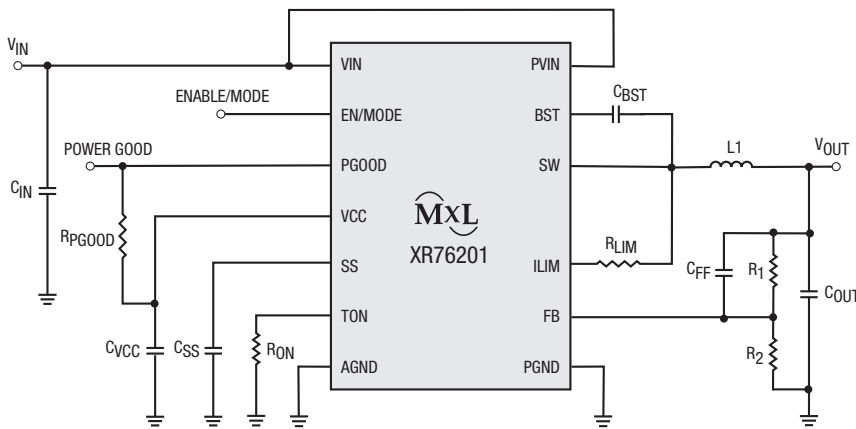 VIN
ENABLE/MODE
POWER GOOD
CIN
RPGOOD
CVCC
CSS
RON
VIN
EN/MODE
PGOOD
VCC
SS
TON
AGND
MXL
XR76201
PVIN
BST
SW
ILIM
FB
PGND
CBST
L1
VOUT
RLIM
CFF
R1
R2
COUT